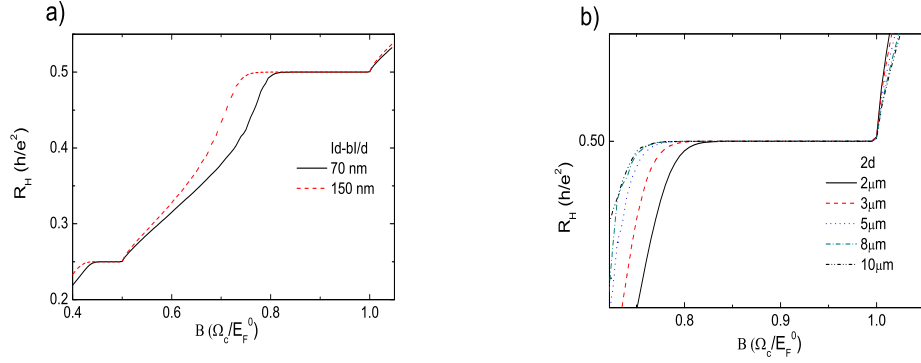 a)
0.5
0.4
0.3
0.2
R_H (h/e²)
ld-bl/d
70 nm
150 nm
0.4 0.6 0.8 1.0
B (Ω_c/E_F^0)
b)
0.50
R_H (h/e²)
2d
2μm
3μm
5μm
8μm
10μm
0.8 0.9 1.0
B (Ω_c/E_F^0)